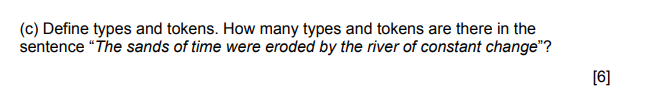 (c) Define types and tokens. How many types and tokens are there in the
sentence “The sands of time were eroded by the river of constant change”?
[6]